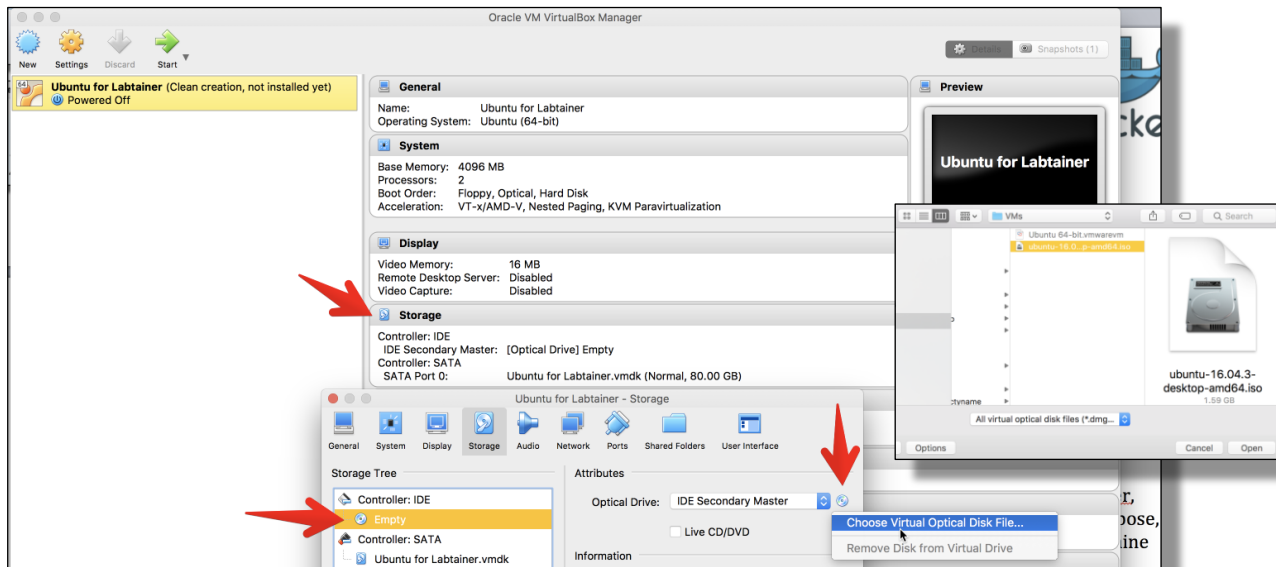 Oracle VM VirtualBox Manager
New Settings Discard Start
Details Snapshots (1)
64 Ubuntu for Labtainer (Clean creation, not installed yet)
Powered Off
General
Name: Ubuntu for Labtainer
Operating System: Ubuntu (64-bit)
System
Base Memory: 4096 MB
Processors: 2
Boot Order: Floppy, Optical, Hard Disk
Acceleration: VT-x/AMD-V, Nested Paging, KVM Paravirtualization
Display
Video Memory: 16 MB
Remote Desktop Server: Disabled
Video Capture: Disabled
Storage
Controller: IDE
IDE Secondary Master: [Optical Drive] Empty
Controller: SATA
SATA Port 0: Ubuntu for Labtainer.vmdk (Normal, 80.00 GB)
Preview
Ubuntu for Labtainer
cke
VMs
Search
Ubuntu 64-bit.vmwarevm
ubuntu-16.0...p-amd64.iso
ctyname
ubuntu-16.04.3-
desktop-amd64.iso
1.59 GB
All virtual optical disk files (*.dmg...
Options Cancel Open
Ubuntu for Labtainer - Storage
General System Display Storage Audio Network Ports Shared Folders User Interface
Storage Tree
Controller: IDE
Empty
Controller: SATA
Ubuntu for Labtainer.vmdk
Attributes
Optical Drive: IDE Secondary Master
Live CD/DVD
Information
Choose Virtual Optical Disk File...
Remove Disk from Virtual Drive
er,
pose,
ine